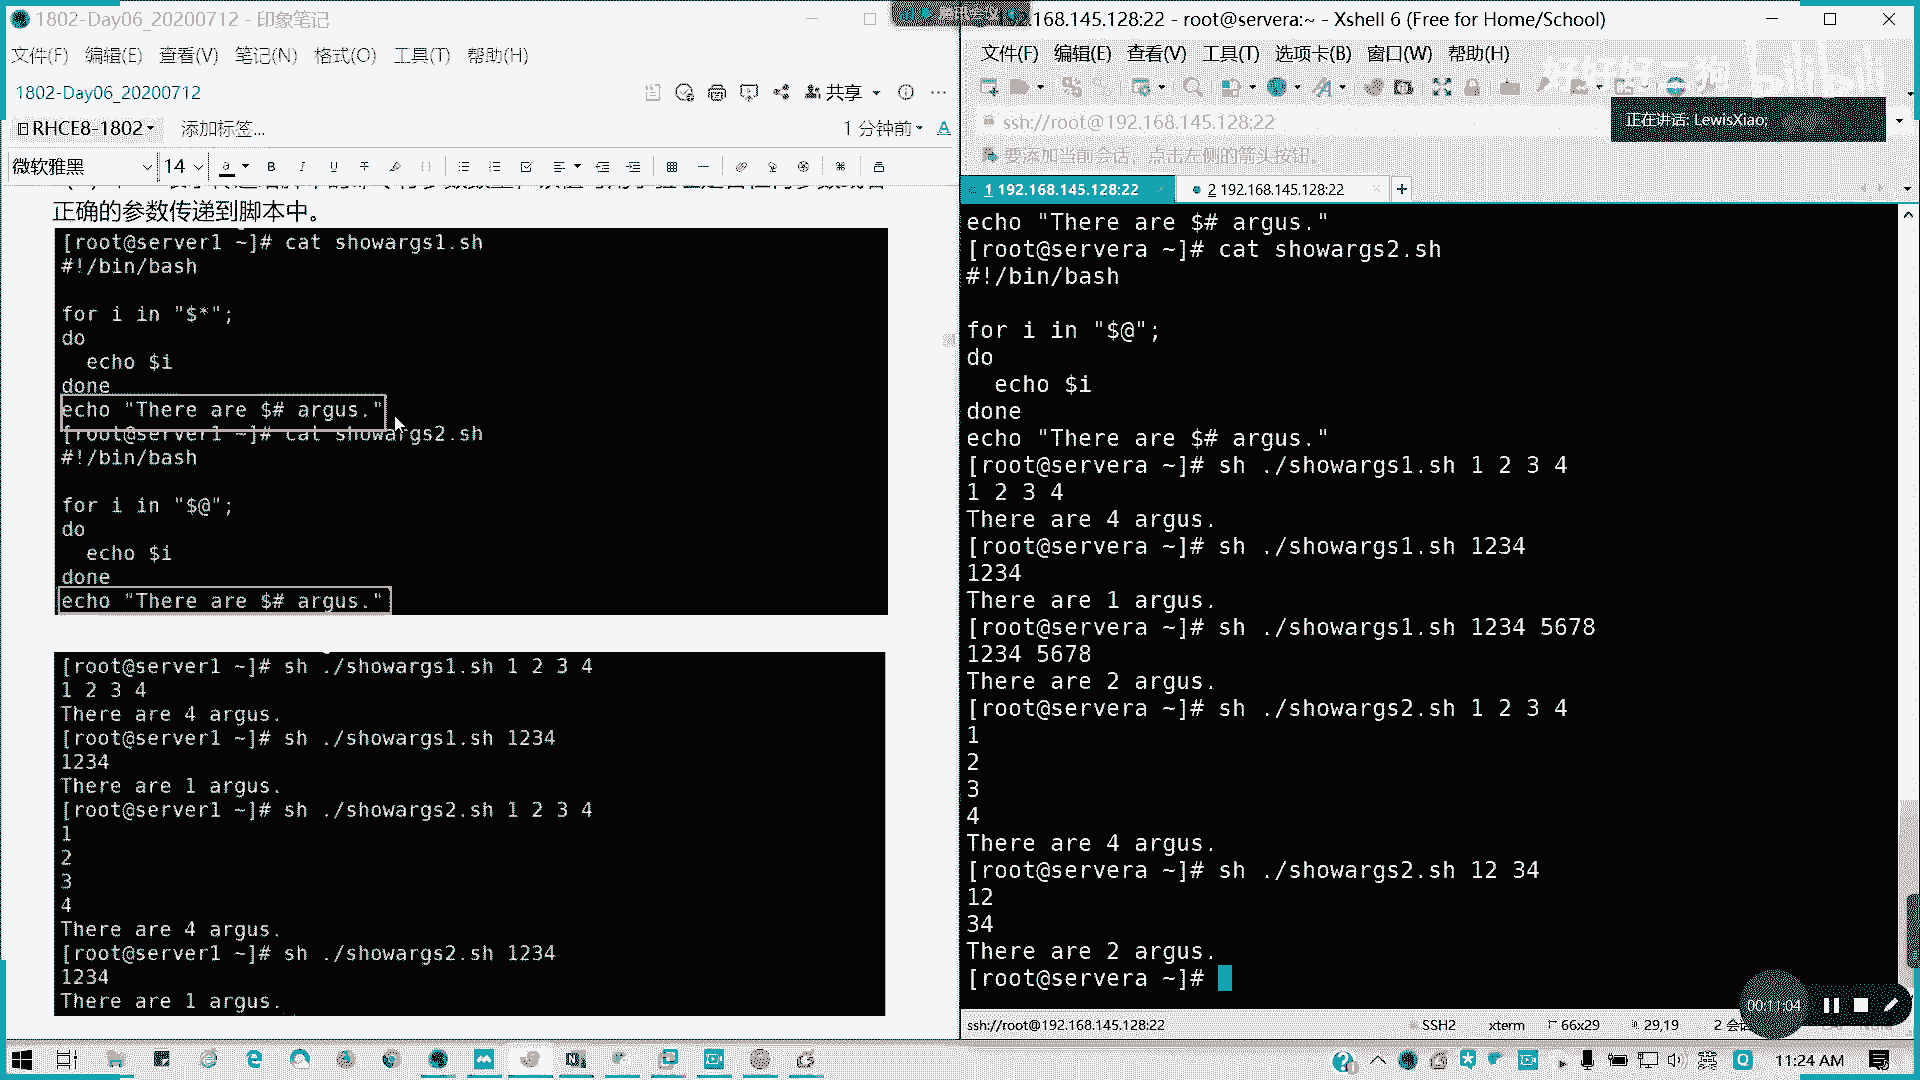 1802-Day06_20200712 - 印象笔记
文件(F) 编辑(E) 查看(V) 笔记(N) 格式(O) 工具(T) 帮助(H)
1802-Day06_20200712
共享
RHCE8-1802
添加标签...
1 分钟前
微软雅黑
14
正确的参数传递到脚本中。
[root@server1 ~]# cat showargs1.sh
#!/bin/bash
for i in "$*";
do
echo $i
done
echo "There are $# argus."
[root@server1 ~]# cat showargs2.sh
#!/bin/bash
for i in "$@";
do
echo $i
done
echo "There are $# argus."
[root@server1 ~]# sh ./showargs1.sh 1 2 3 4
1 2 3 4
There are 4 argus.
[root@server1 ~]# sh ./showargs1.sh 1234
1234
There are 1 argus.
[root@server1 ~]# sh ./showargs2.sh 1 2 3 4
1
2
3
4
There are 4 argus.
[root@server1 ~]# sh ./showargs2.sh 1234
1234
There are 1 argus.
腾讯会议
192.168.145.128:22 - root@servera:~ - Xshell 6 (Free for Home/School)
文件(F) 编辑(E) 查看(V) 工具(T) 选项卡(B) 窗口(W) 帮助(H)
bilibili
ssh://root@192.168.145.128:22
正在讲话: LewisXiao;
要添加当前会话，点击左侧的箭头按钮。
1 192.168.145.128:22
2 192.168.145.128:22
echo "There are $# argus."
[root@servera ~]# cat showargs2.sh
#!/bin/bash
for i in "$@";
do
echo $i
done
echo "There are $# argus."
[root@servera ~]# sh ./showargs1.sh 1 2 3 4
1 2 3 4
There are 4 argus.
[root@servera ~]# sh ./showargs1.sh 1234
1234
There are 1 argus.
[root@servera ~]# sh ./showargs1.sh 1234 5678
1234 5678
There are 2 argus.
[root@servera ~]# sh ./showargs2.sh 1 2 3 4
1
2
3
4
There are 4 argus.
[root@servera ~]# sh ./showargs2.sh 12 34
12
34
There are 2 argus.
[root@servera ~]#
00:11:04
ssh://root@192.168.145.128:22
SSH2
xterm
66x29
29,19
2 会话
英
11:24 AM